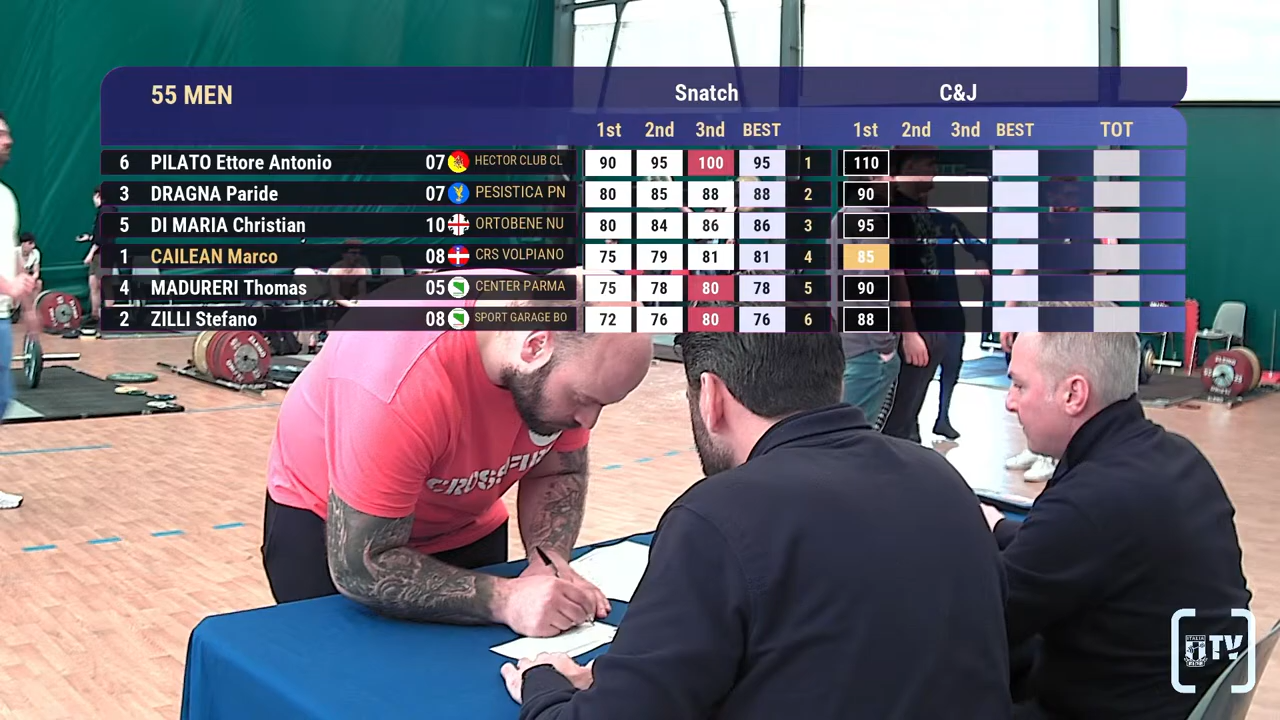 55 MEN Snatch C&J
1st 2nd 3nd BEST 1st 2nd 3nd BEST TOT
6 PILATO Ettore Antonio 07 HECTOR CLUB CL 90 95 100 95 1 110
3 DRAGNA Paride 07 PESISTICA PN 80 85 88 88 2 90
5 DI MARIA Christian 10 ORTOBENE NU 80 84 86 86 3 95
1 CAILEAN Marco 08 CRS VOLPIANO 75 79 81 81 4 85
4 MADURERI Thomas 05 CENTER PARMA 75 78 80 78 5 90
2 ZILLI Stefano 08 SPORT GARAGE BO 72 76 80 76 6 88
CROSSFIT
ITALIA
TV